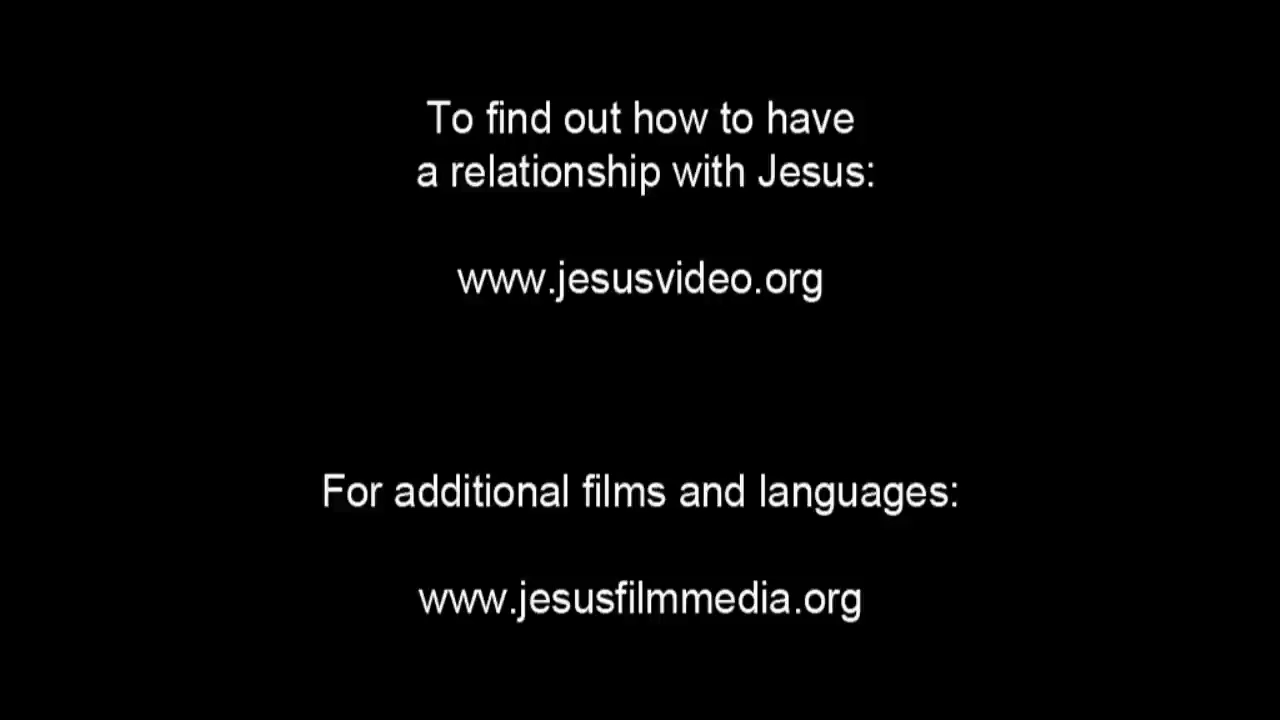 To find out how to have
a relationship with Jesus:
www.jesusvideo.org
For additional films and languages:
www.jesusfilmmedia.org